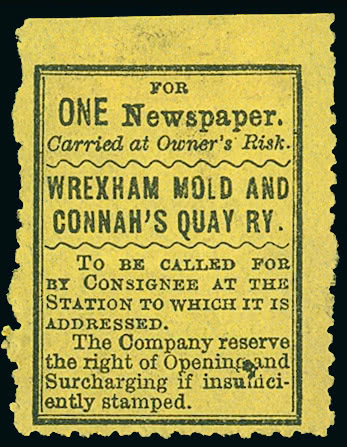 FOR
ONE Newspaper.
Carried at Owner's Risk.
WREXHAM MOLD AND
CONNAH'S QUAY RY.
TO BE CALLED FOR
BY CONSIGNEE AT THE
STATION TO WHICH IT IS
ADDRESSED.
The Company reserve
the right of Opening and
Surcharging if insuffici-
ently stamped.